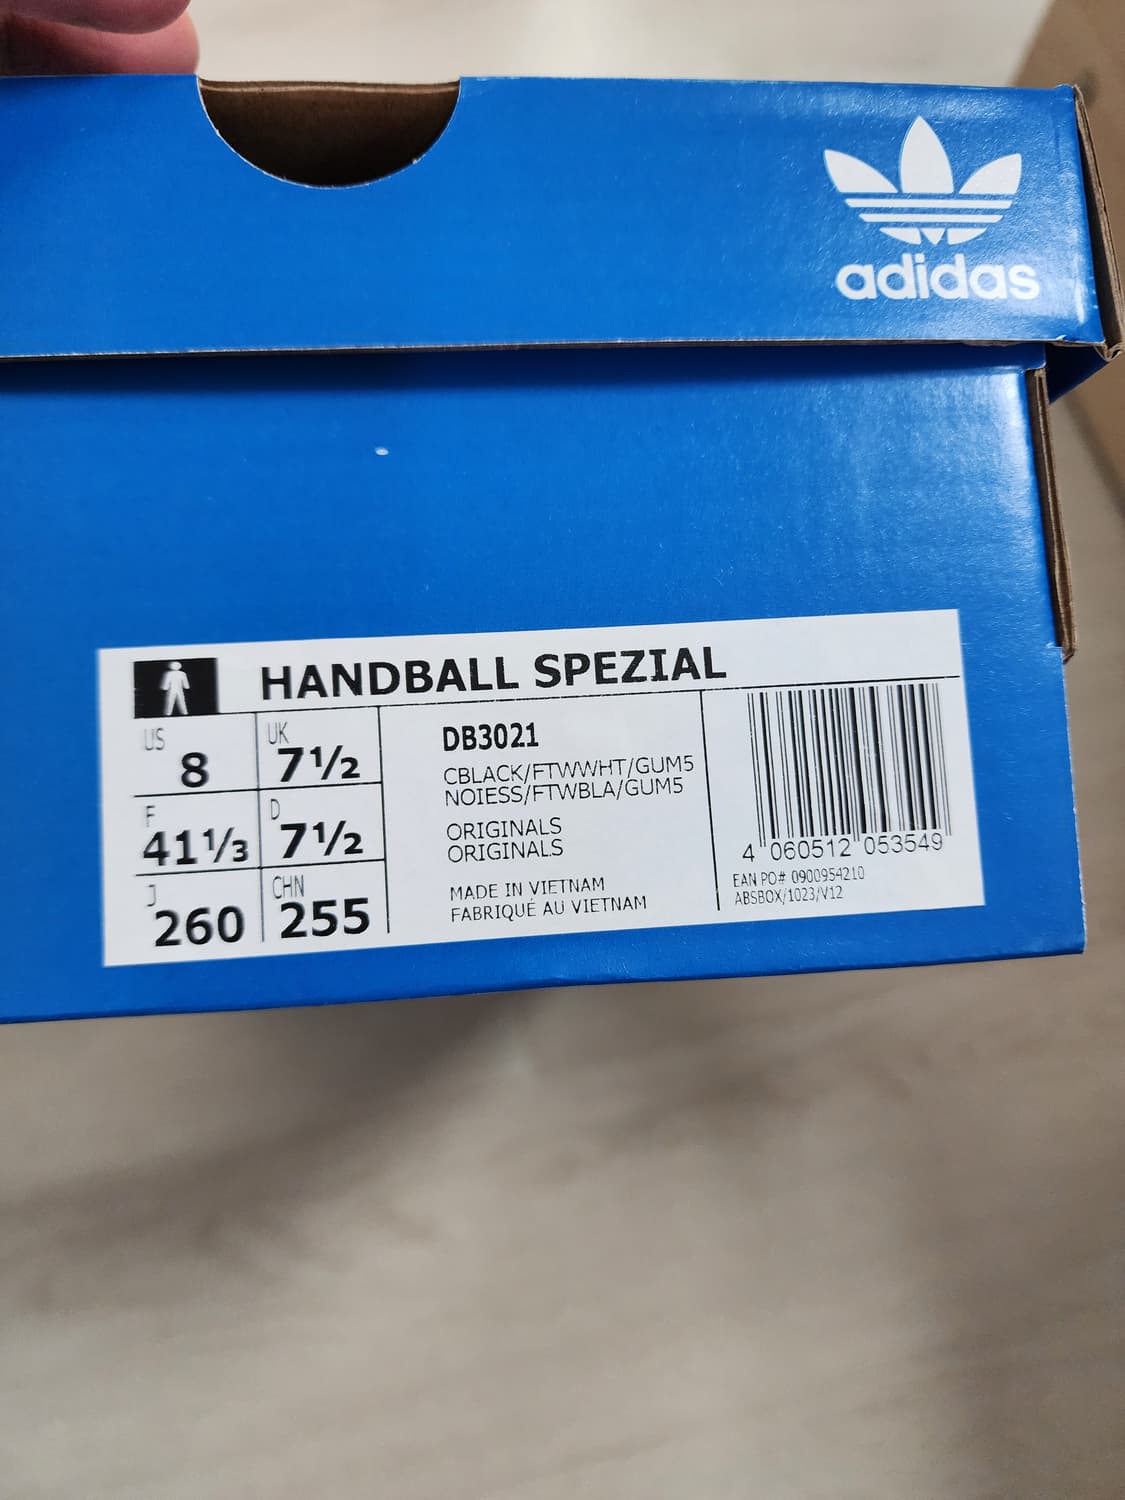 adidas
HANDBALL SPEZIAL
US 8
UK 7½
F 41⅓
D 7½
J 260
CHN 255
DB3021
CBLACK/FTWWHT/GUM5
NOIESS/FTWBLA/GUM5
ORIGINALS
ORIGINALS
MADE IN VIETNAM
FABRIQUÉ AU VIETNAM
4 060512 053549
EAN PO# 0900954210
ABSBOX/1023/V12